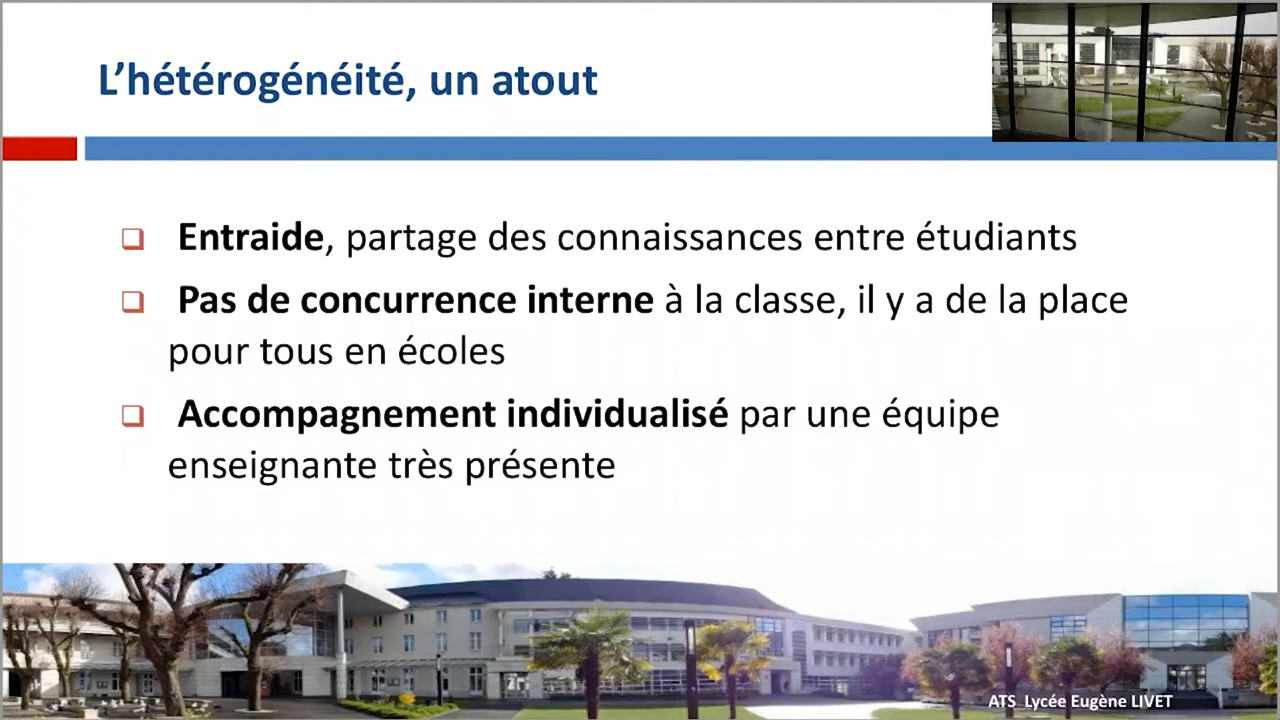 L’hétérogénéité, un atout
Entraide, partage des connaissances entre étudiants
Pas de concurrence interne à la classe, il y a de la place
pour tous en écoles
Accompagnement individualisé par une équipe
enseignante très présente
ATS Lycée Eugène LIVET